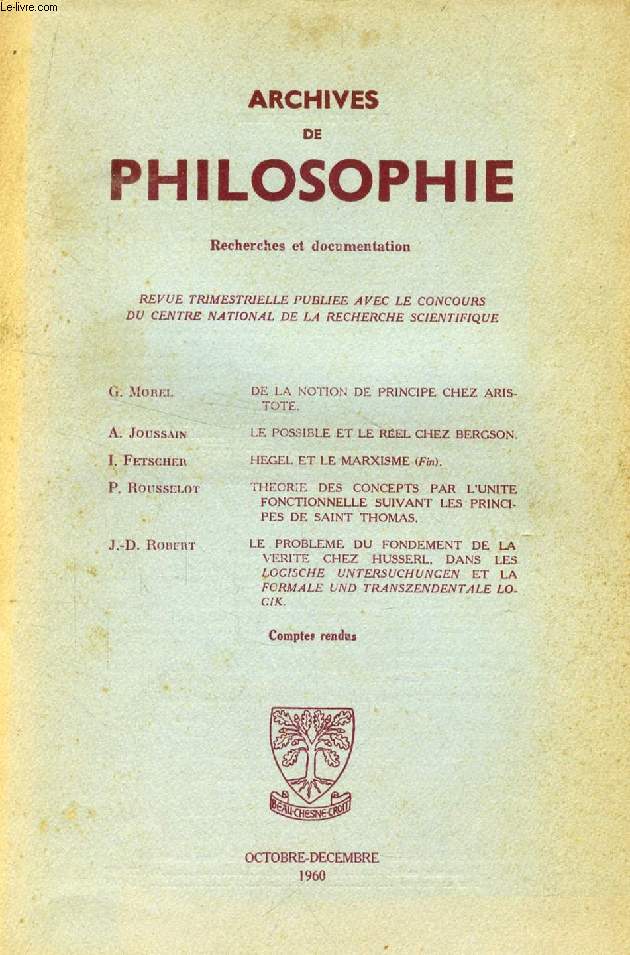 Le-livre.com
ARCHIVES
DE
PHILOSOPHIE
Recherches et documentation
REVUE TRIMESTRIELLE PUBLIEE AVEC LE CONCOURS
DU CENTRE NATIONAL DE LA RECHERCHE SCIENTIFIQUE
G. MOREL DE LA NOTION DE PRINCIPE CHEZ ARIS-
TOTE.
A. JOUSSAIN LE POSSIBLE ET LE RÉEL CHEZ BERGSON.
I. FETSCHER HEGEL ET LE MARXISME (Fin).
P. ROUSSELOT THEORIE DES CONCEPTS PAR L'UNITE
FONCTIONNELLE SUIVANT LES PRINCI-
PES DE SAINT THOMAS.
J.-D. ROBERT LE PROBLEME DU FONDEMENT DE LA
VERITE CHEZ HUSSERL, DANS LES
LOGISCHE UNTERSUCHUNGEN ET LA
FORMALE UND TRANSZENDENTALE LO-
GIK.
Comptes rendus
BEAU·CHESNE·CROIT
OCTOBRE-DECEMBRE
1960